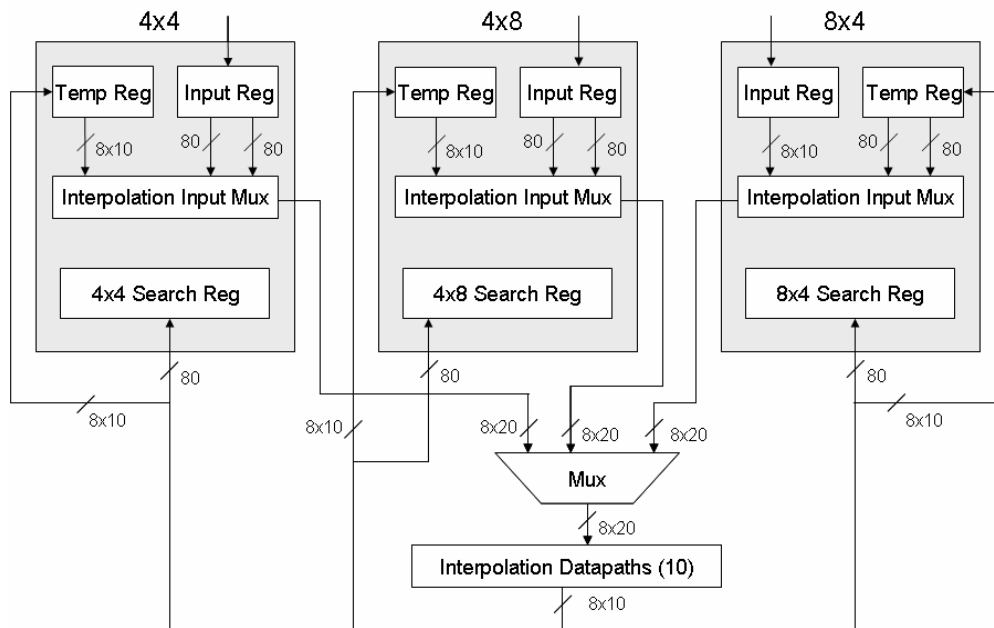 4x4
4x8
8x4
Temp Reg
Input Reg
Temp Reg
Input Reg
Input Reg
Temp Reg
8x10
80
80
8x10
80
80
8x10
80
80
Interpolation Input Mux
Interpolation Input Mux
Interpolation Input Mux
4x4 Search Reg
4x8 Search Reg
8x4 Search Reg
80
80
80
8x10
8x10
8x20
8x20
8x20
8x10
Mux
8x20
Interpolation Datapaths (10)
8x10